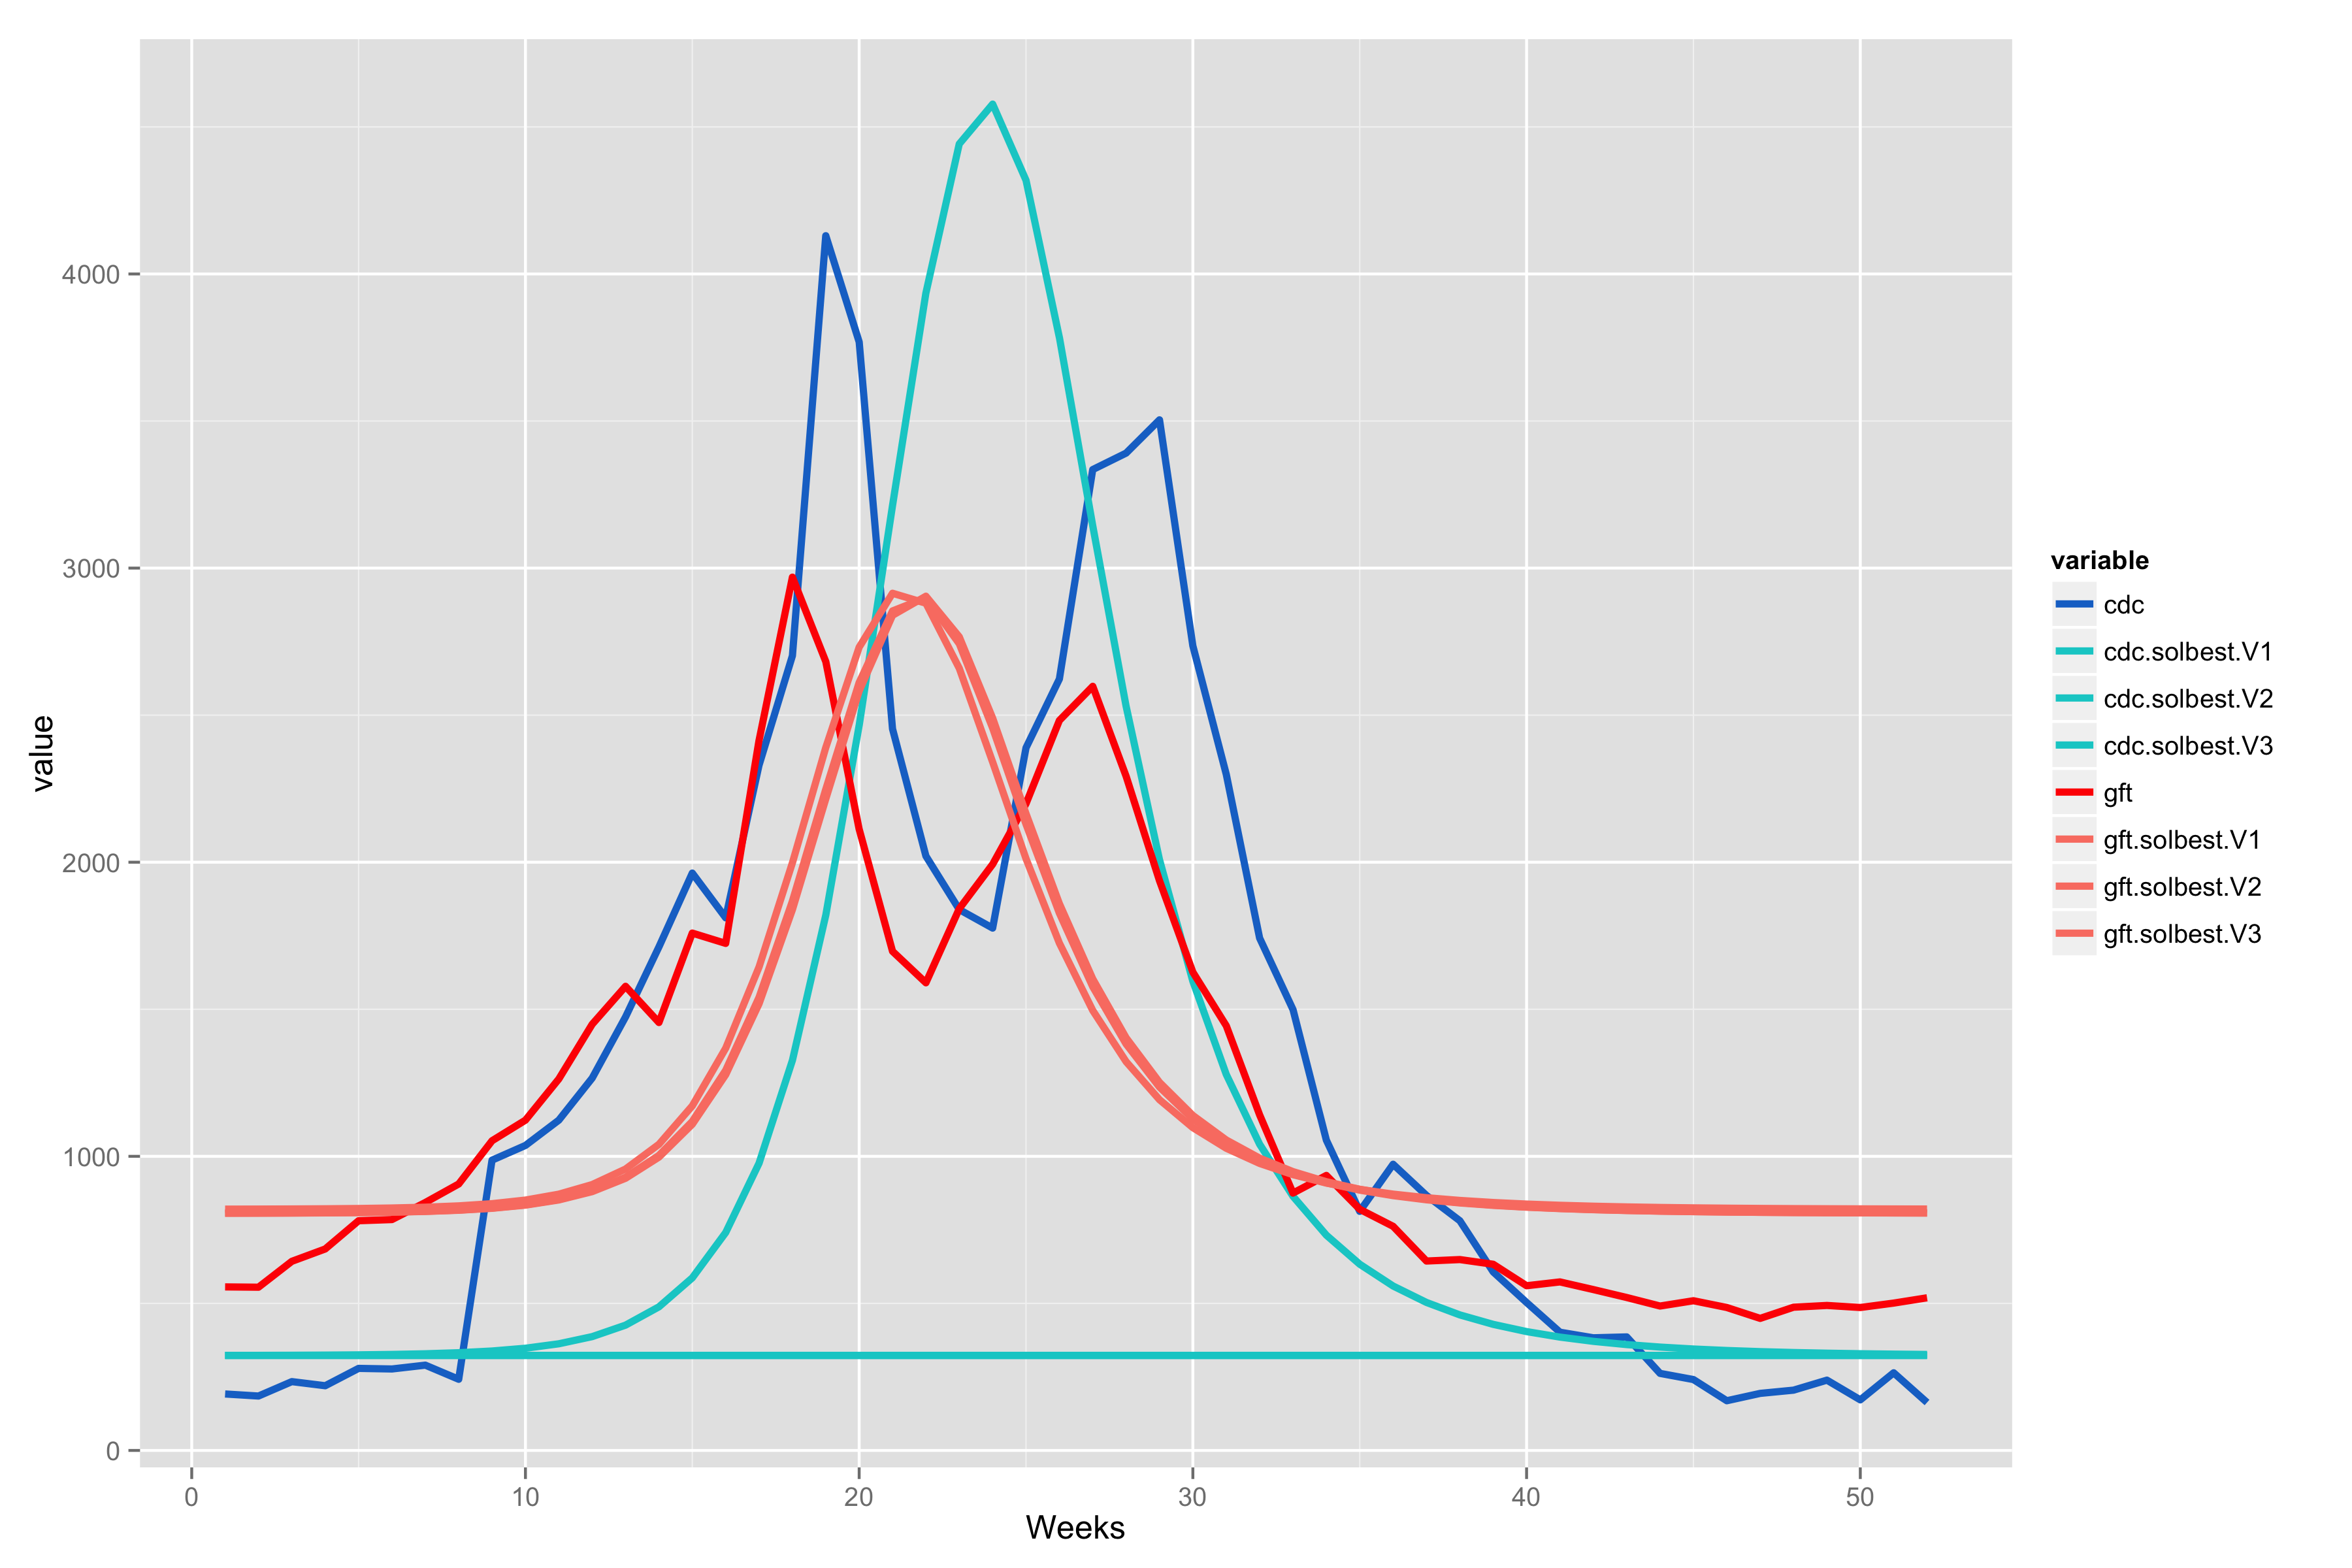 4000
3000
2000
1000
0
value
0 10 20 30 40 50
Weeks
variable
cdc
cdc.solbest.V1
cdc.solbest.V2
cdc.solbest.V3
gft
gft.solbest.V1
gft.solbest.V2
gft.solbest.V3